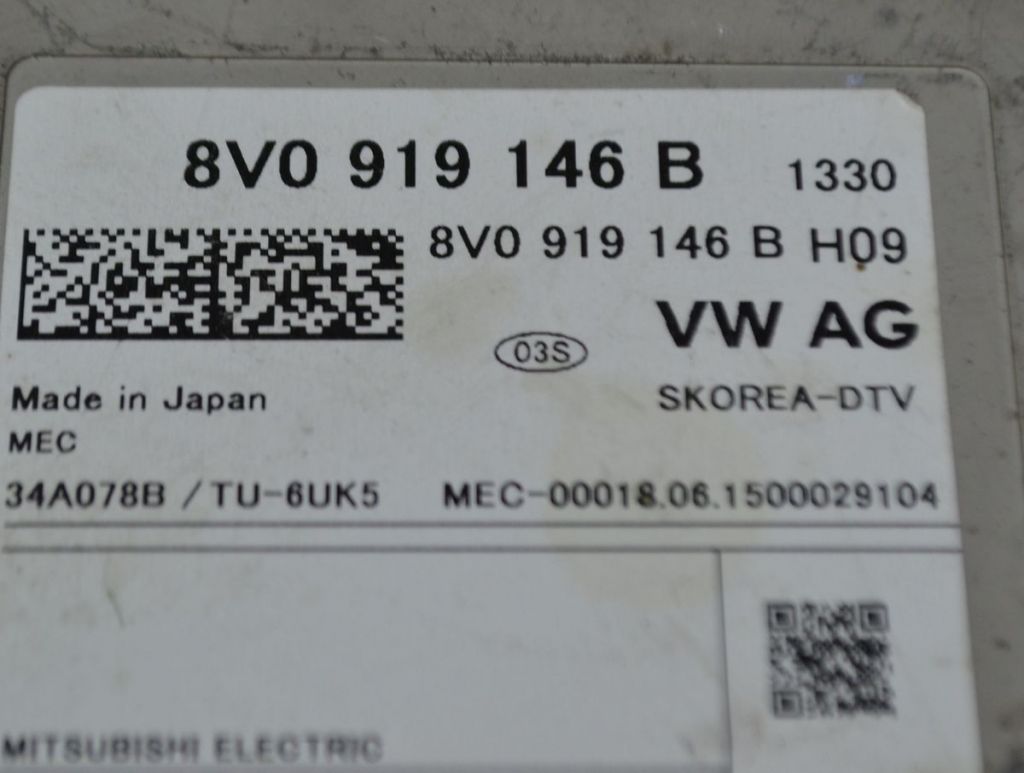 8V0 919 146 B 1330
8V0 919 146 B H09
VW AG
03S
Made in Japan
SKOREA-DTV
MEC
34A078B / TU-6UK5 MEC-00018.06.1500029104
MITSUBISHI ELECTRIC